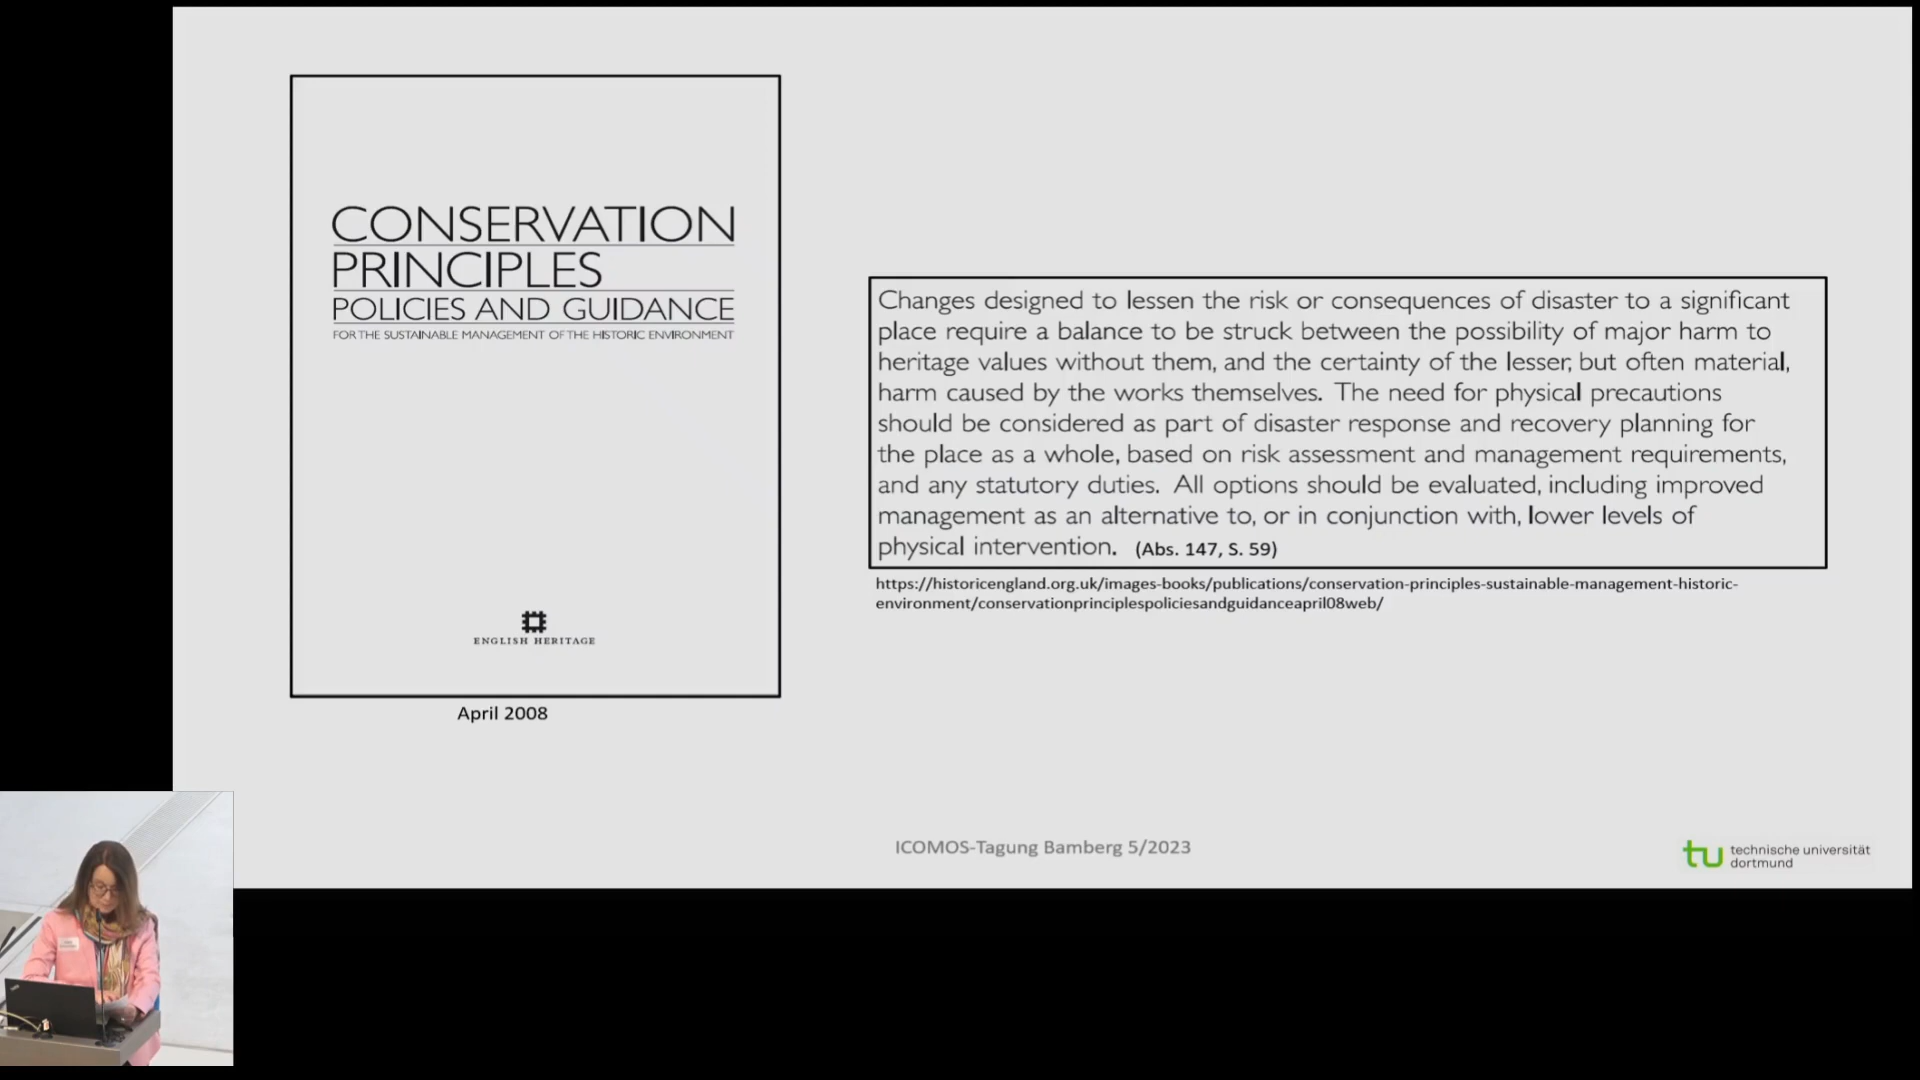 CONSERVATION
PRINCIPLES
POLICIES AND GUIDANCE
FOR THE SUSTAINABLE MANAGEMENT OF THE HISTORIC ENVIRONMENT
ENGLISH HERITAGE
April 2008
Changes designed to lessen the risk or consequences of disaster to a significant
place require a balance to be struck between the possibility of major harm to
heritage values without them, and the certainty of the lesser, but often material,
harm caused by the works themselves. The need for physical precautions
should be considered as part of disaster response and recovery planning for
the place as a whole, based on risk assessment and management requirements,
and any statutory duties. All options should be evaluated, including improved
management as an alternative to, or in conjunction with, lower levels of
physical intervention. (Abs. 147, S. 59)
https://historicengland.org.uk/images-books/publications/conservation-principles-sustainable-management-historic-
environment/conservationprinciplespoliciesandguidanceapril08web/
ICOMOS-Tagung Bamberg 5/2023
tu technische universität
dortmund